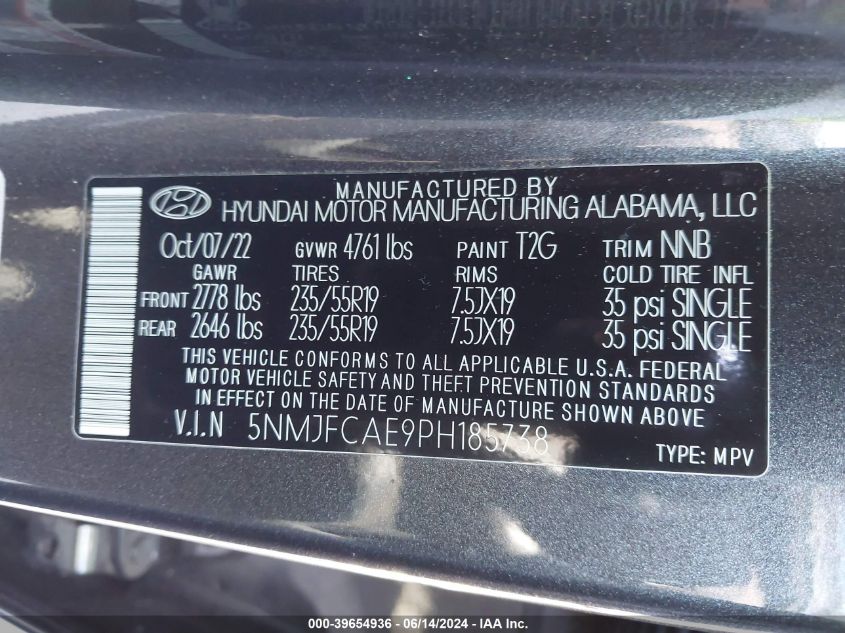 MANUFACTURED BY
HYUNDAI MOTOR MANUFACTURING ALABAMA, LLC
Oct/07/22 GVWR 4761 lbs PAINT T2G TRIM NNB
GAWR TIRES RIMS COLD TIRE INFL
FRONT 2778 lbs 235/55R19 7.5JX19 35 psi SINGLE
REAR 2646 lbs 235/55R19 7.5JX19 35 psi SINGLE
THIS VEHICLE CONFORMS TO ALL APPLICABLE U.S.A. FEDERAL
MOTOR VEHICLE SAFETY AND THEFT PREVENTION STANDARDS
IN EFFECT ON THE DATE OF MANUFACTURE SHOWN ABOVE
V.I.N 5NMJFCAE9PH185738
TYPE: MPV
000-39654936 - 06/14/2024 - IAA Inc.